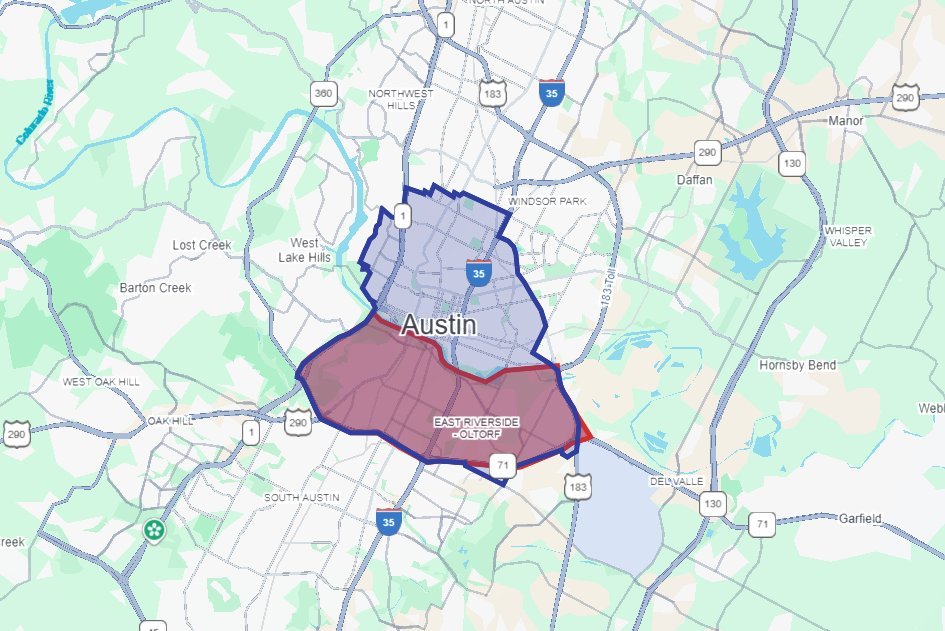 NORTH AUSTIN
1
360
183
35
290
NORTHWEST
HILLS
Colorado River
Manor
290
130
Daffan
1
WINDSOR PARK
Lost Creek
West
Lake Hills
WHISPER
VALLEY
35
183 Toll
Barton Creek
Austin
Hornsby Bend
WEST OAK HILL
Webb
290
OAK HILL
1
290
EAST RIVERSIDE
- OLTORF
71
183
DEL VALLE
SOUTH AUSTIN
130
35
71
Garfield
reek
45